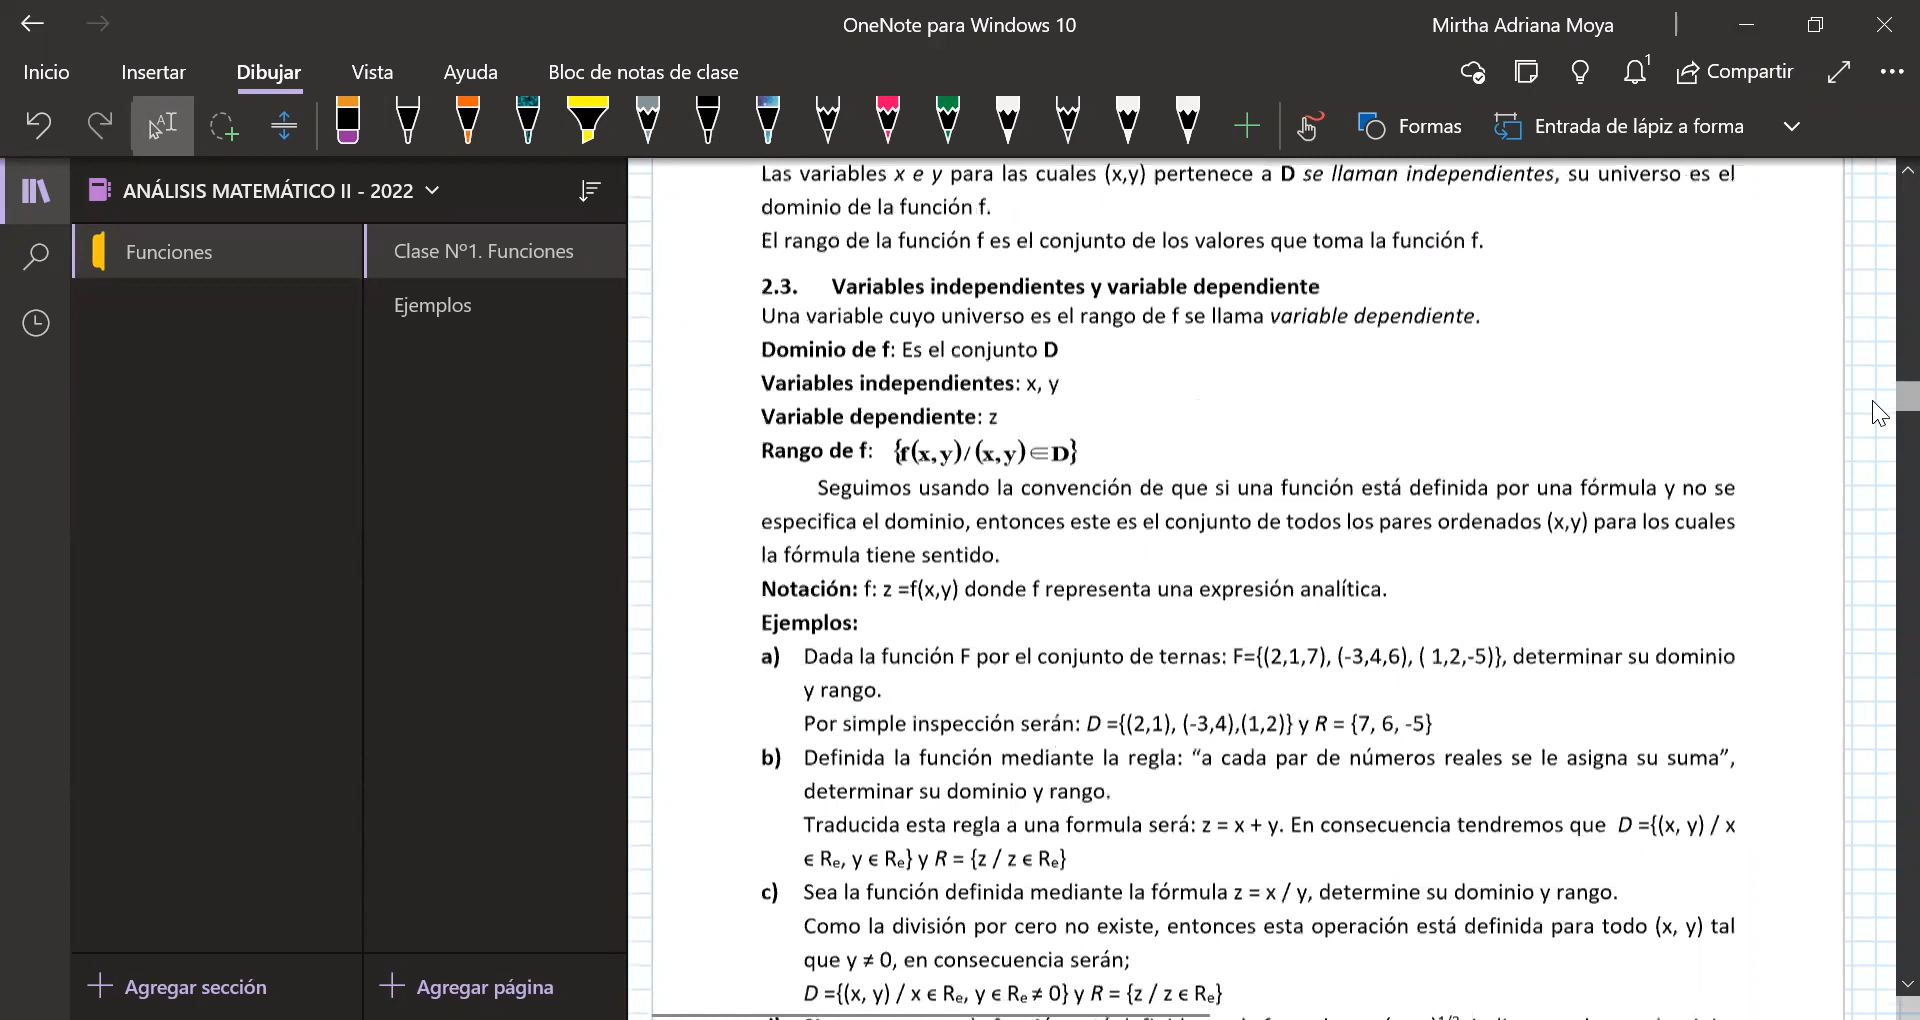 OneNote para Windows 10
Mirtha Adriana Moya
Inicio
Insertar
Dibujar
Vista
Ayuda
Bloc de notas de clase
1
Compartir
Formas
Entrada de lápiz a forma
ANÁLISIS MATEMÁTICO II - 2022
Funciones
Clase Nº1. Funciones
Ejemplos
Agregar sección
Agregar página
Las variables x e y para las cuales (x,y) pertenece a D se llaman independientes, su universo es el
dominio de la función f.
El rango de la función f es el conjunto de los valores que toma la función f.
2.3. Variables independientes y variable dependiente
Una variable cuyo universo es el rango de f se llama variable dependiente.
Dominio de f: Es el conjunto D
Variables independientes: x, y
Variable dependiente: z
Rango de f: {f(x,y)/(x,y)∈D}
Seguimos usando la convención de que si una función está definida por una fórmula y no se
especifica el dominio, entonces este es el conjunto de todos los pares ordenados (x,y) para los cuales
la fórmula tiene sentido.
Notación: f: z =f(x,y) donde f representa una expresión analítica.
Ejemplos:
a) Dada la función F por el conjunto de ternas: F={(2,1,7), (-3,4,6), ( 1,2,-5)}, determinar su dominio
y rango.
Por simple inspección serán: D ={(2,1), (-3,4),(1,2)} y R = {7, 6, -5}
b) Definida la función mediante la regla: “a cada par de números reales se le asigna su suma”,
determinar su dominio y rango.
Traducida esta regla a una formula será: z = x + y. En consecuencia tendremos que D ={(x, y) / x
є Re, y є Re} y R = {z / z є Re}
c) Sea la función definida mediante la fórmula z = x / y, determine su dominio y rango.
Como la división por cero no existe, entonces esta operación está definida para todo (x, y) tal
que y ≠ 0, en consecuencia serán;
D ={(x, y) / x є Re, y є Re ≠ 0} y R = {z / z є Re}